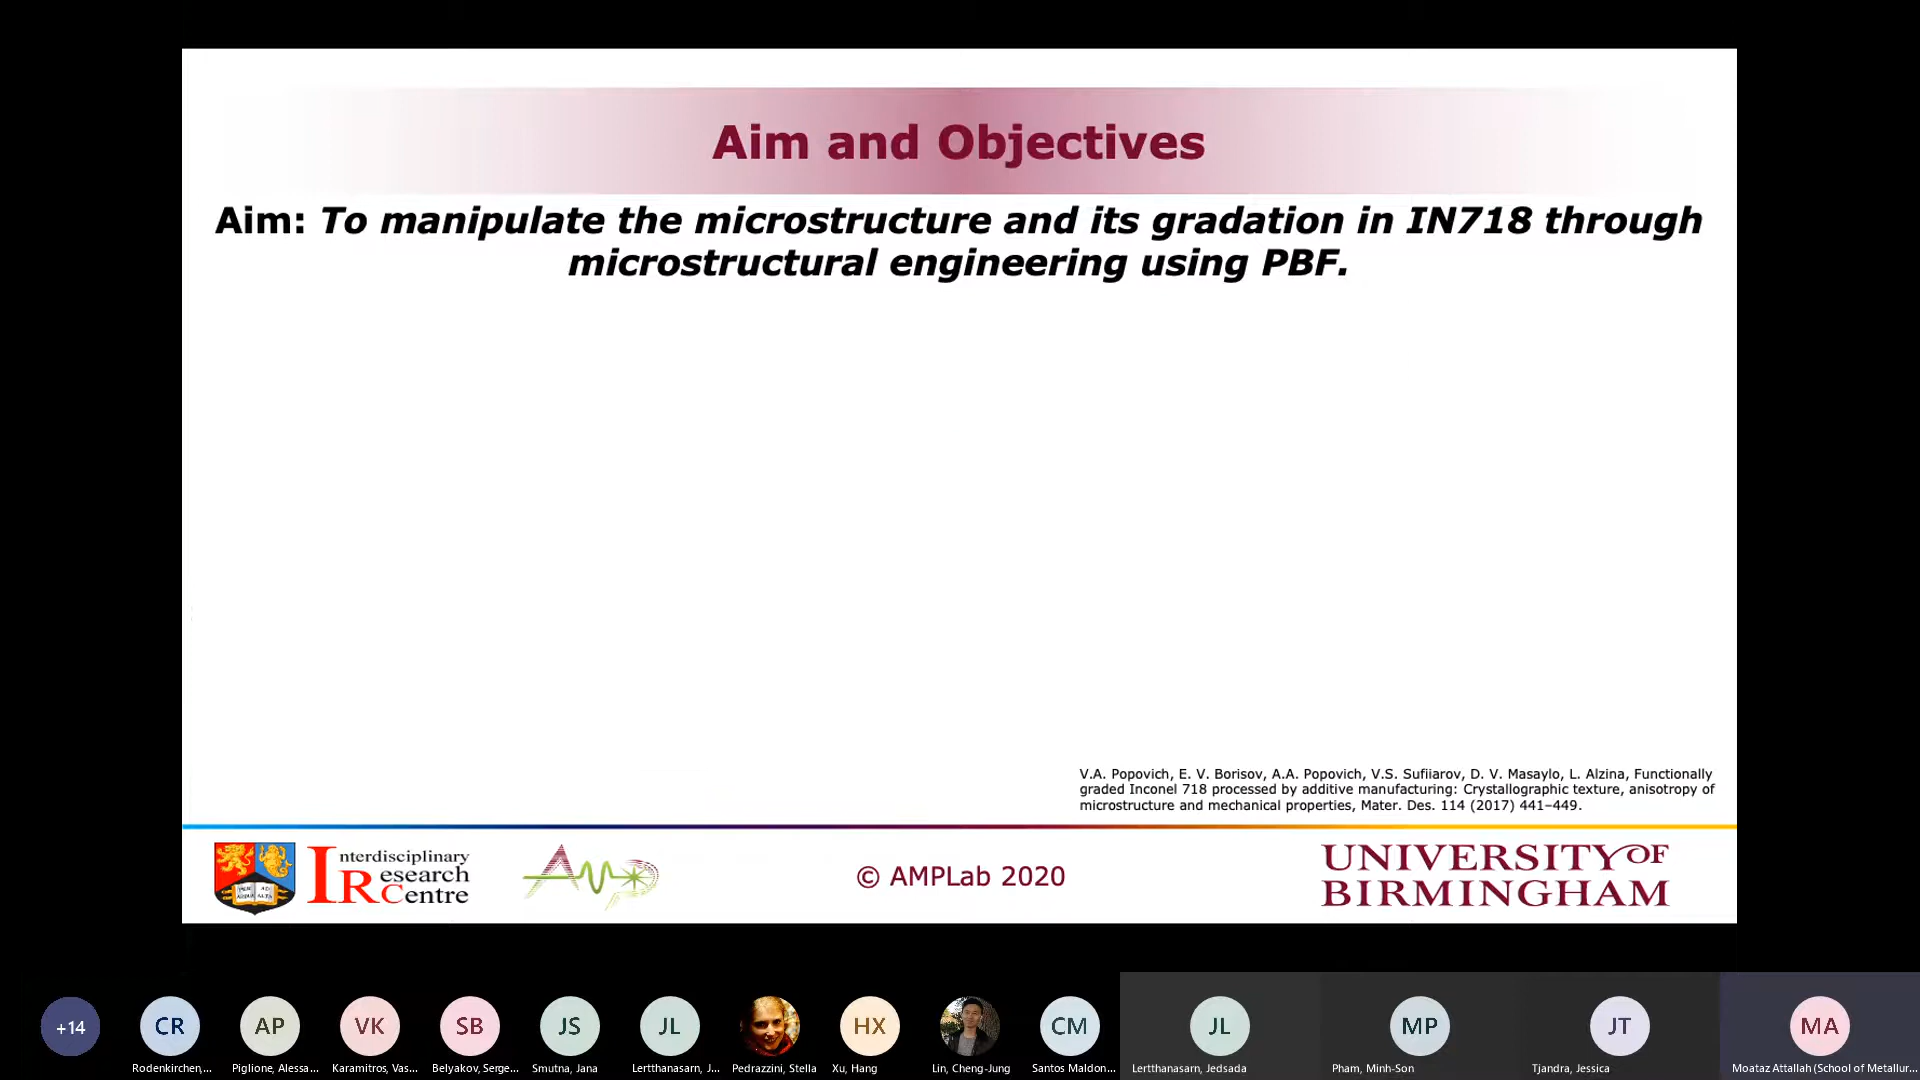 Aim and Objectives
Aim: To manipulate the microstructure and its gradation in IN718 through
microstructural engineering using PBF.
V.A. Popovich, E. V. Borisov, A.A. Popovich, V.S. Sufiiarov, D. V. Masaylo, L. Alzina, Functionally
graded Inconel 718 processed by additive manufacturing: Crystallographic texture, anisotropy of
microstructure and mechanical properties, Mater. Des. 114 (2017) 441–449.
Interdisciplinary
Research
Centre
AMP
© AMPLab 2020
UNIVERSITY OF
BIRMINGHAM
+14
CR
AP
VK
SB
JS
JL
HX
CM
JL
MP
JT
MA
Rodenkirchen,...
Piglione, Alessa...
Karamitros, Vas...
Belyakov, Serge...
Smutna, Jana
Lertthanasarn, J...
Pedrazzini, Stella
Xu, Hang
Lin, Cheng-Jung
Santos Maldon...
Lertthanasarn, Jedsada
Pham, Minh-Son
Tjandra, Jessica
Moataz Attallah (School of Metallur...